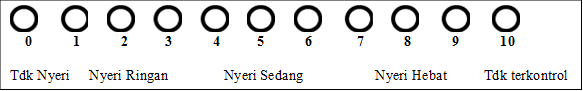 0 1 2 3 4 5 6 7 8 9 10
Tdk Nyeri Nyeri Ringan Nyeri Sedang Nyeri Hebat Tdk terkontrol